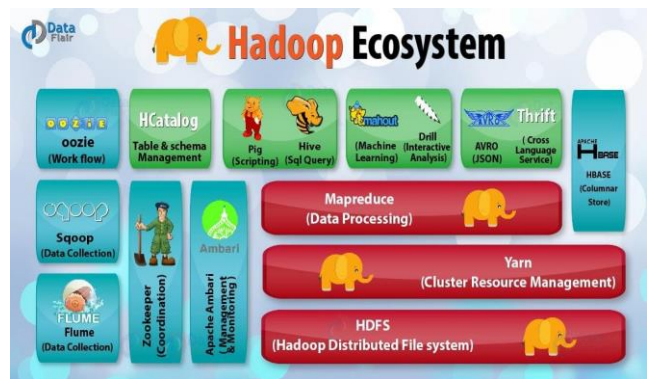 Data
Flair
Hadoop Ecosystem
OOZIE
oozie
(Work flow)
HCatalog
Table & schema
Management
Pig
(Scripting)
Hive
(Sql Query)
mahout
(Machine
Learning)
Drill
(Interactive
Analysis)
AVRO
AVRO
(JSON)
Thrift
( Cross
Language
Service)
APACHE
HBASE
HBASE
(Columnar
Store)
Sqoop
(Data Collection)
Zookeeper
(Coordination)
Ambari
Apache Ambari
( Management
& Monitoring )
Mapreduce
(Data Processing)
Yarn
(Cluster Resource Management)
FLUME
Flume
(Data Collection)
HDFS
(Hadoop Distributed File system)